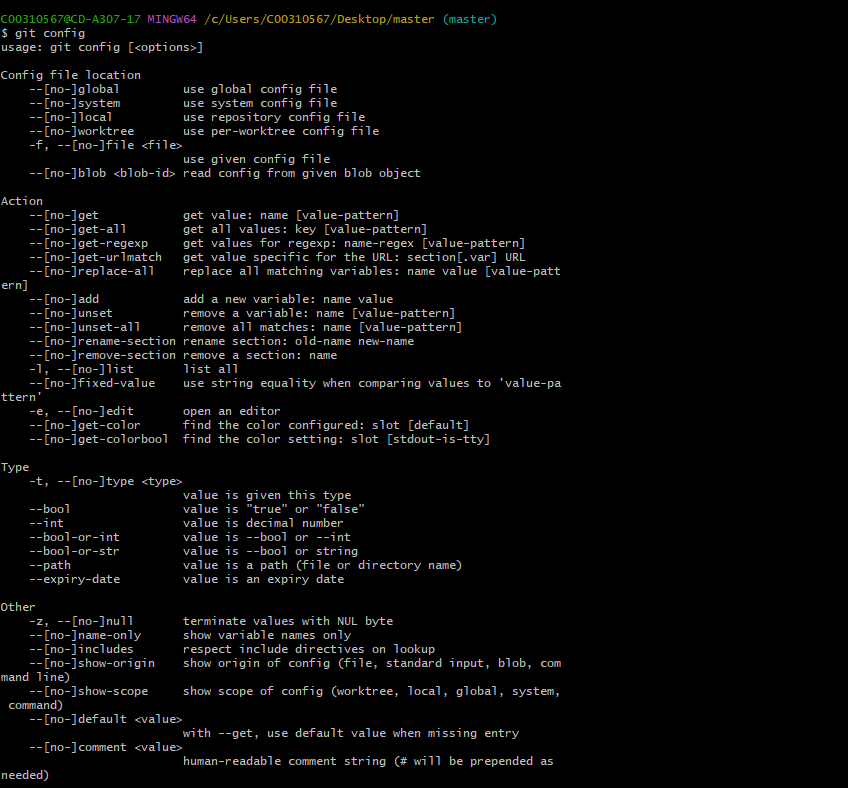 CO0310567@CD-A307-17 MINGW64 /c/Users/CO0310567/Desktop/master (master)
$ git config
usage: git config [<options>]

Config file location
    --[no-]global         use global config file
    --[no-]system         use system config file
    --[no-]local          use repository config file
    --[no-]worktree       use per-worktree config file
    -f, --[no-]file <file>
                          use given config file
    --[no-]blob <blob-id> read config from given blob object

Action
    --[no-]get            get value: name [value-pattern]
    --[no-]get-all        get all values: key [value-pattern]
    --[no-]get-regexp     get values for regexp: name-regex [value-pattern]
    --[no-]get-urlmatch   get value specific for the URL: section[.var] URL
    --[no-]replace-all    replace all matching variables: name value [value-patt
ern]
    --[no-]add            add a new variable: name value
    --[no-]unset          remove a variable: name [value-pattern]
    --[no-]unset-all      remove all matches: name [value-pattern]
    --[no-]rename-section rename section: old-name new-name
    --[no-]remove-section remove a section: name
    -l, --[no-]list       list all
    --[no-]fixed-value    use string equality when comparing values to 'value-pa
ttern'
    -e, --[no-]edit       open an editor
    --[no-]get-color      find the color configured: slot [default]
    --[no-]get-colorbool  find the color setting: slot [stdout-is-tty]

Type
    -t, --[no-]type <type>
                          value is given this type
    --bool                value is "true" or "false"
    --int                 value is decimal number
    --bool-or-int         value is --bool or --int
    --bool-or-str         value is --bool or string
    --path                value is a path (file or directory name)
    --expiry-date         value is an expiry date

Other
    -z, --[no-]null       terminate values with NUL byte
    --[no-]name-only      show variable names only
    --[no-]includes       respect include directives on lookup
    --[no-]show-origin    show origin of config (file, standard input, blob, com
mand line)
    --[no-]show-scope     show scope of config (worktree, local, global, system,
 command)
    --[no-]default <value>
                          with --get, use default value when missing entry
    --[no-]comment <value>
                          human-readable comment string (# will be prepended as
needed)